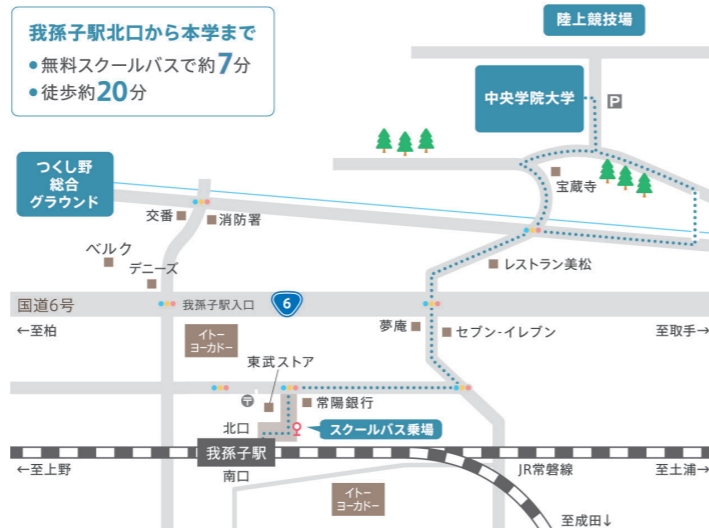 我孫子駅北口から本学まで
●無料スクールバスで約7分
●徒歩約20分
陸上競技場
中央学院大学
P
つくし野
総合
グラウンド
宝蔵寺
交番
消防署
ベルク
デニーズ
レストラン美松
国道6号
我孫子駅入口
6
←至柏
夢庵
セブン-イレブン
至取手→
イトー
ヨーカドー
東武ストア
〒
常陽銀行
北口
スクールバス乗場
我孫子駅
←至上野
南口
JR常磐線
至土浦→
イトー
ヨーカドー
至成田↓